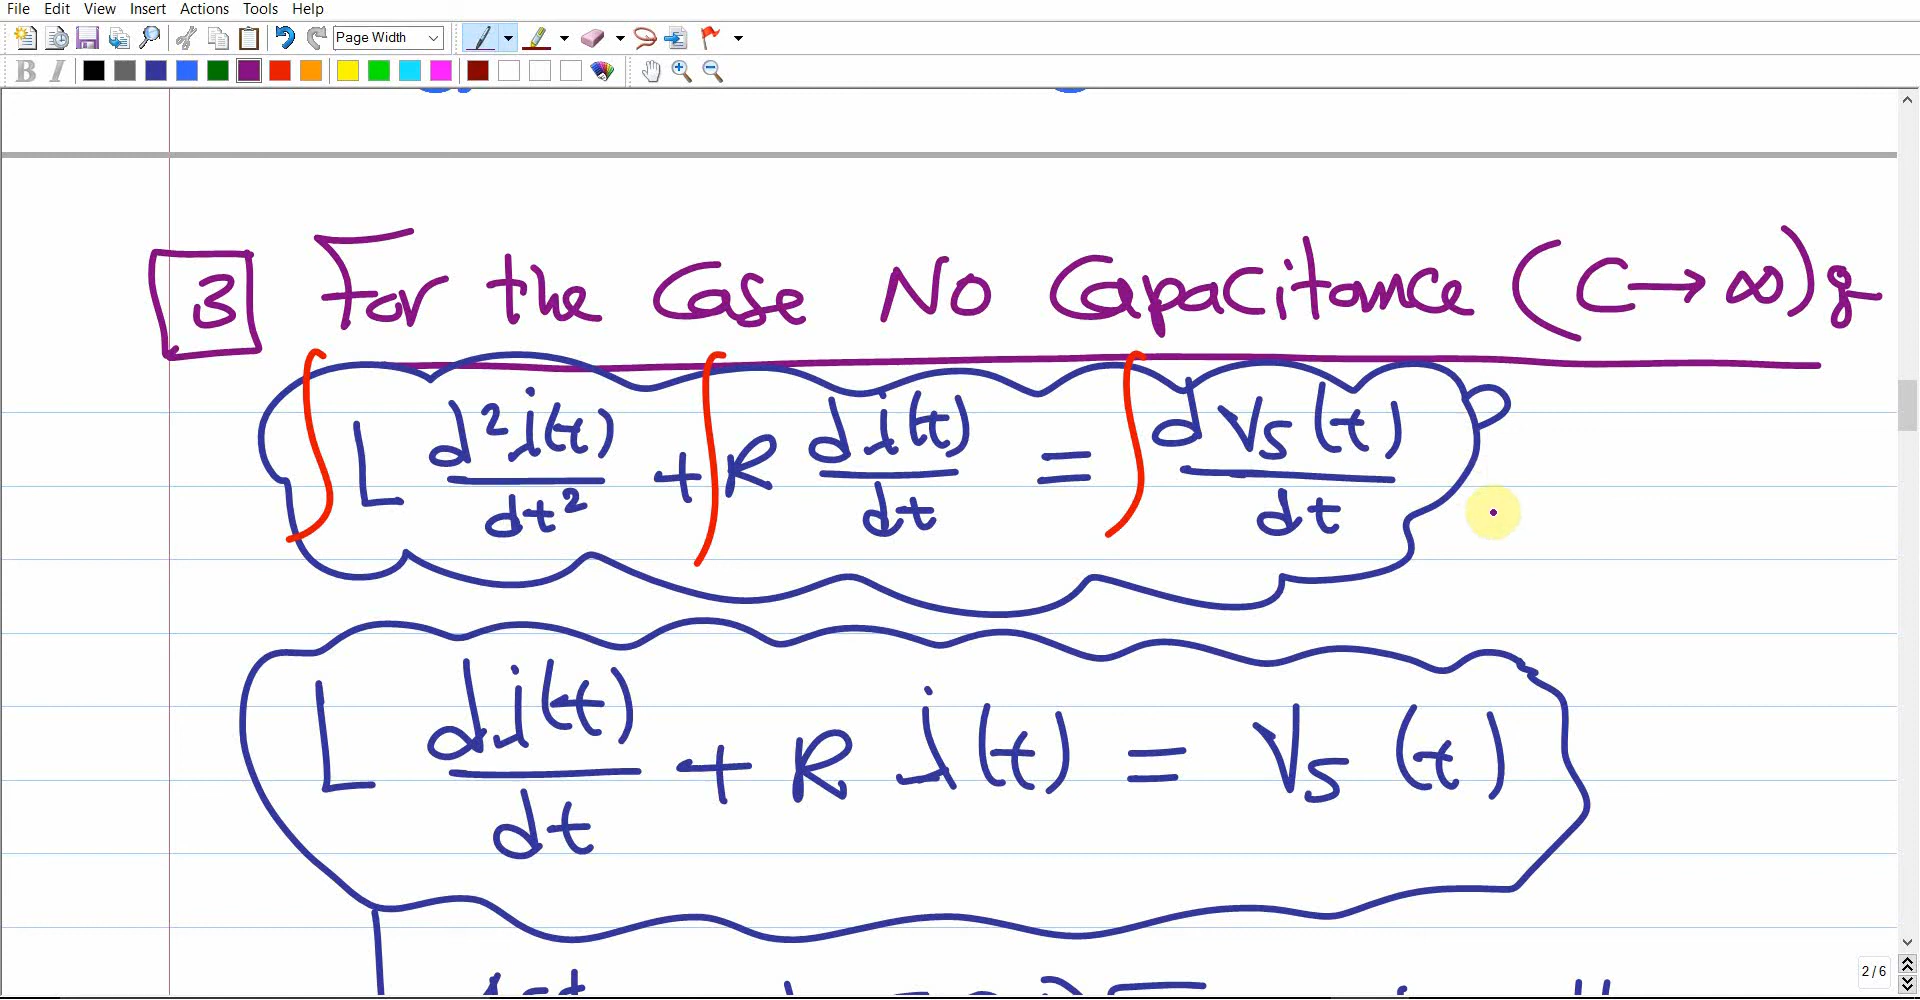 File Edit View Insert Actions Tools Help
Page Width
B I
3 For the Case No Capacitance (C→∞)
∫ L d²i(t)/dt² + ∫ R di(t)/dt = ∫ dVs(t)/dt
L di(t)/dt + R i(t) = Vs (t)
2 / 6